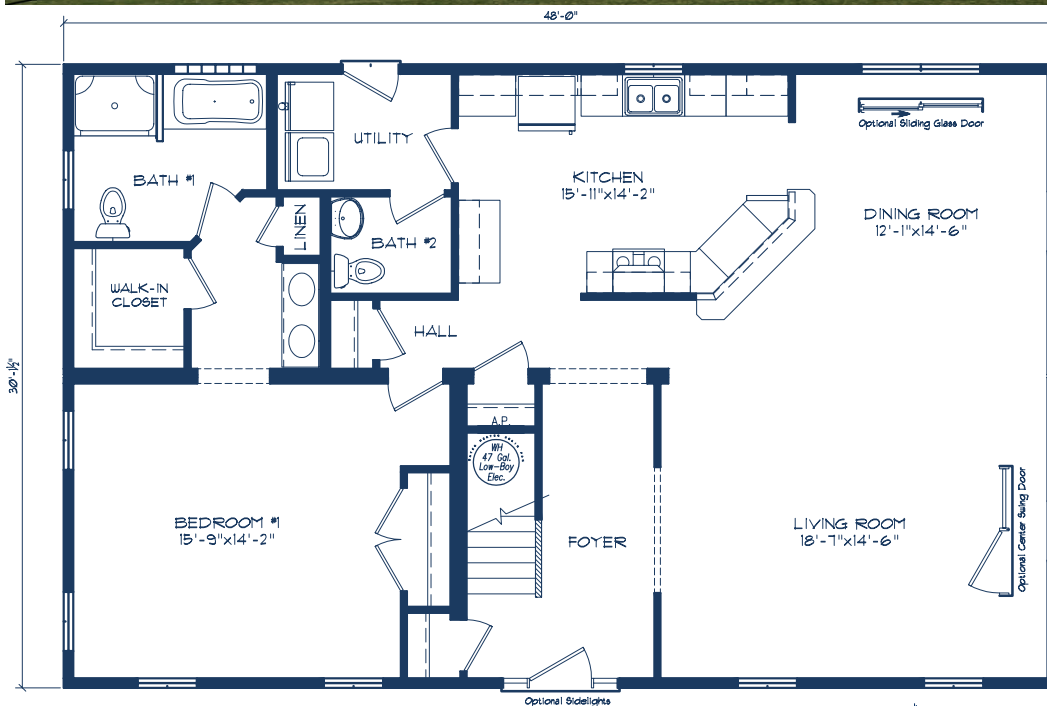 48'-0"
30'-1½"
BATH #1
UTILITY
KITCHEN
15'-11"x14'-2"
Optional Sliding Glass Door
DINING ROOM
12'-1"x14'-6"
LINEN
BATH #2
WALK-IN
CLOSET
HALL
A.P.
WH
47 Gal.
Low-Boy
Elec.
BEDROOM #1
15'-9"x14'-2"
FOYER
LIVING ROOM
18'-7"x14'-6"
Optional Center Swing Door
Optional Sidelights